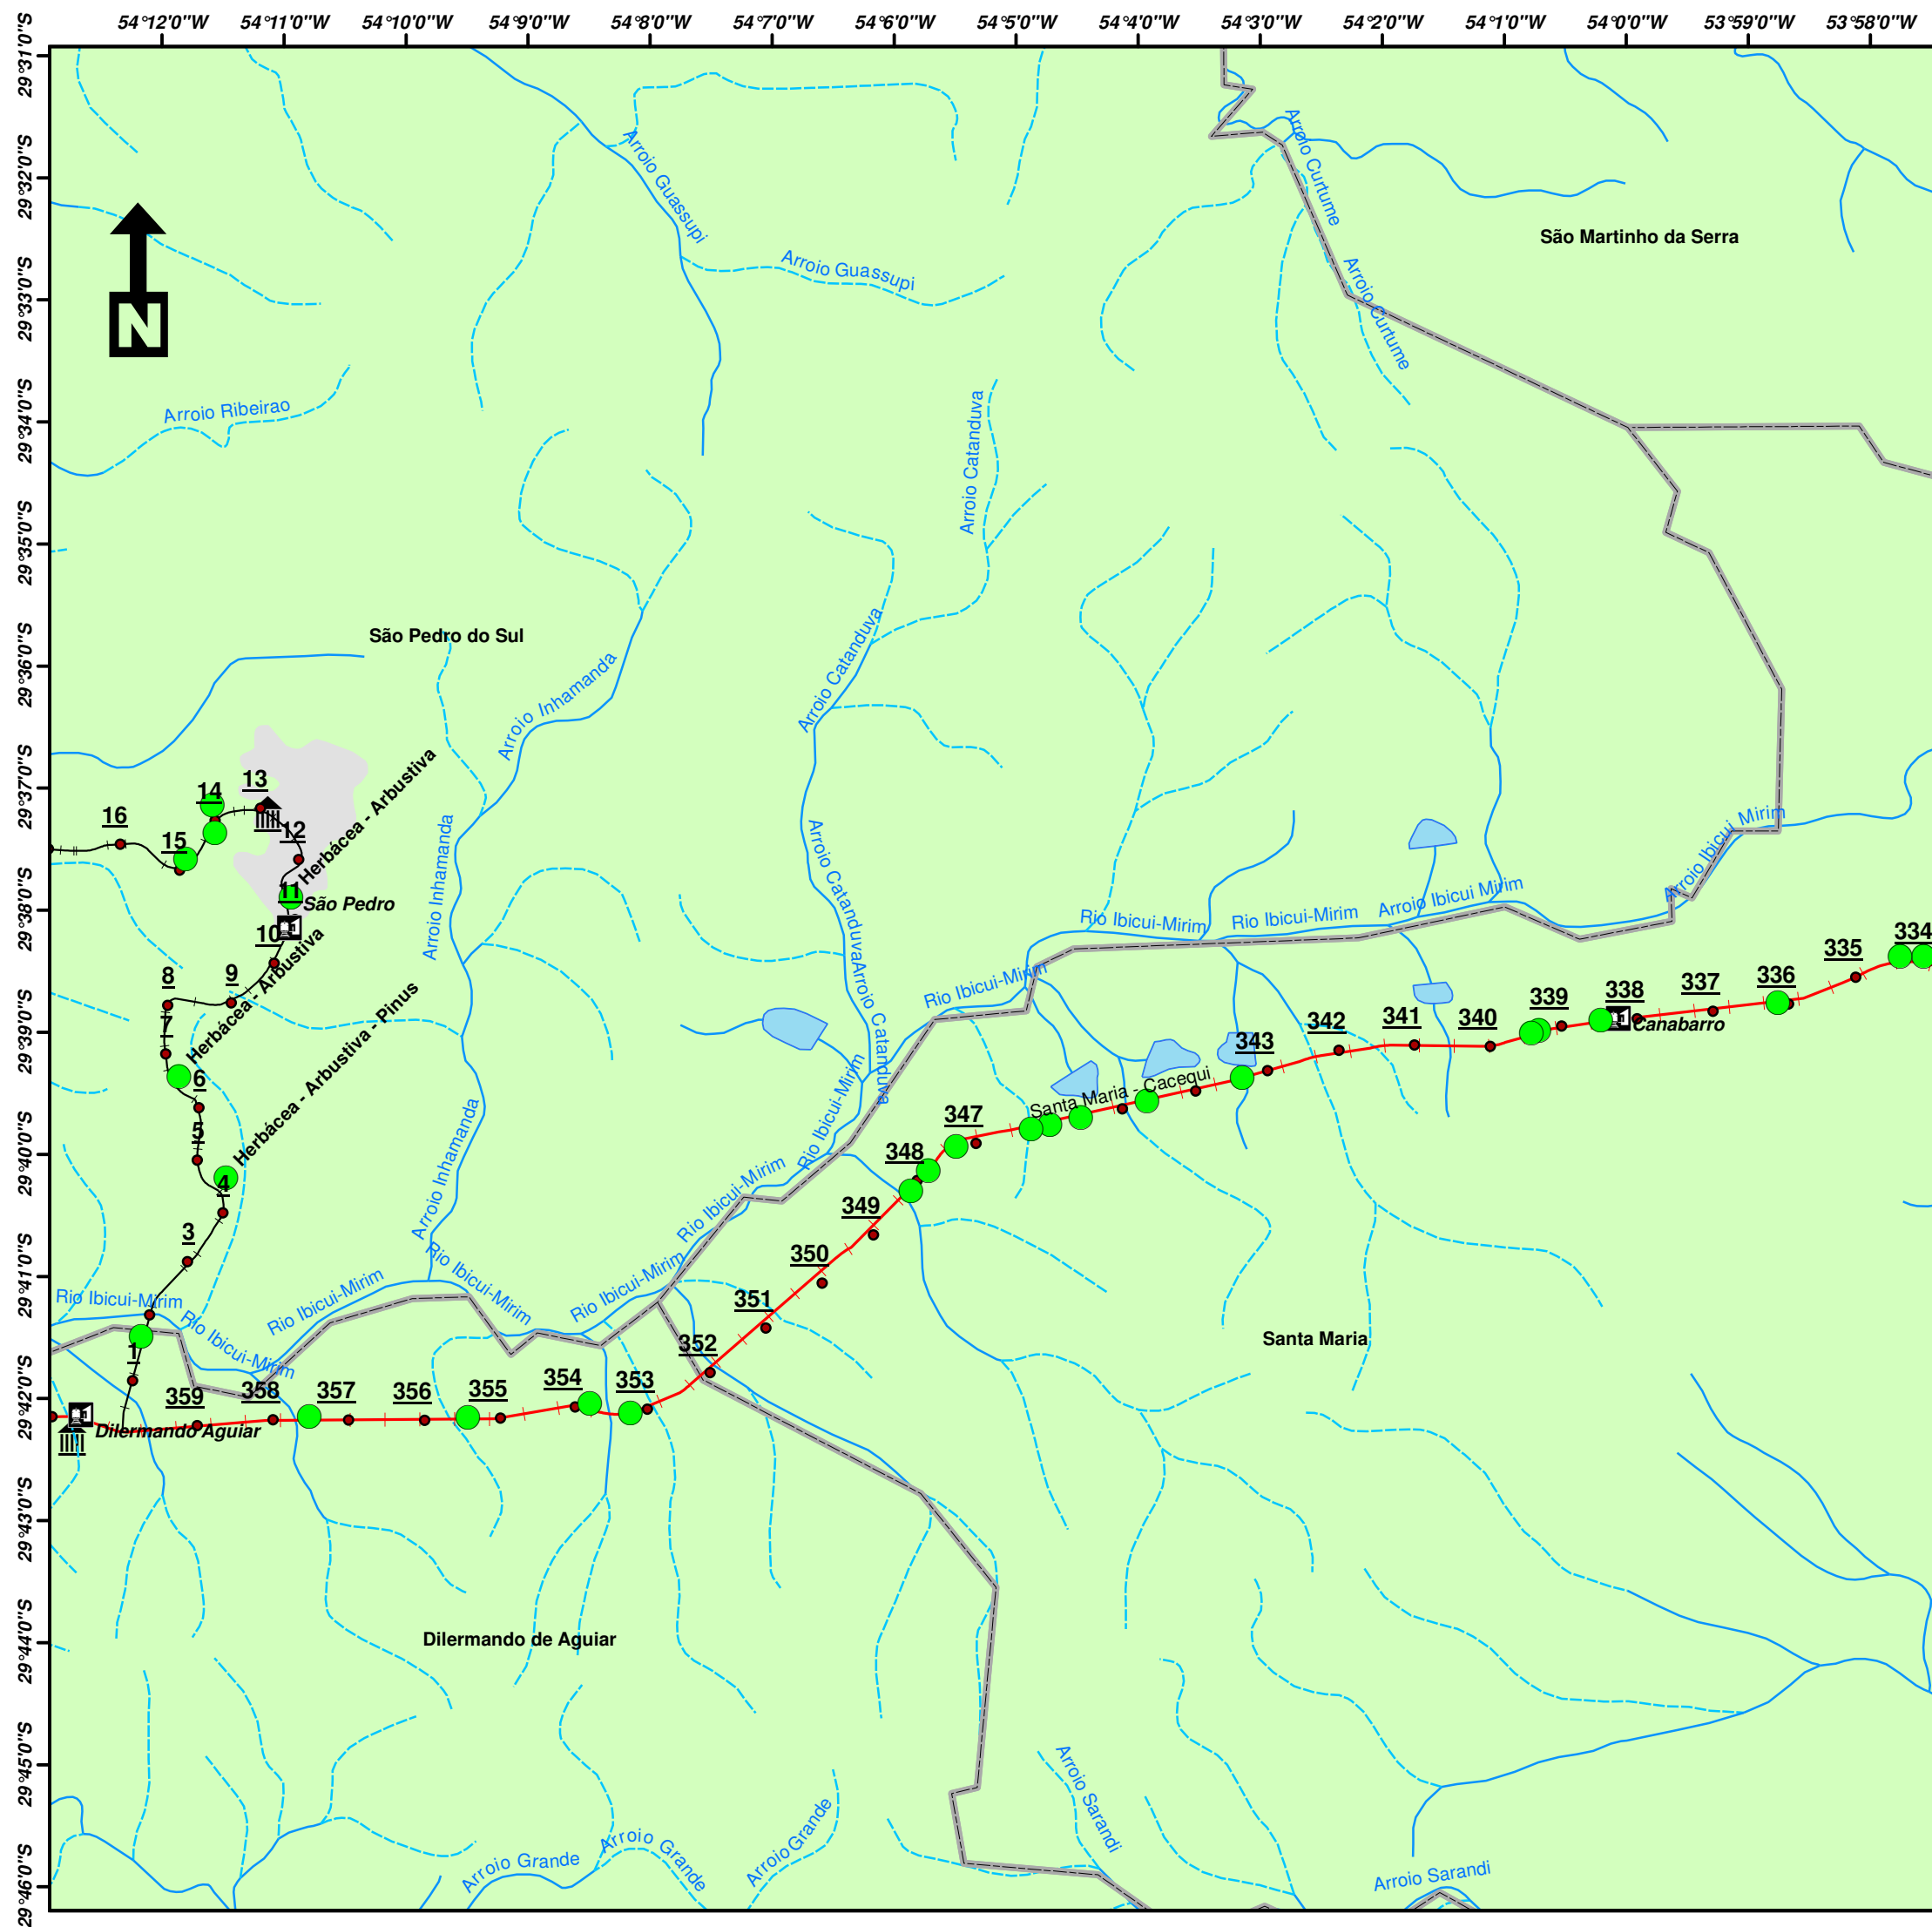 54°12'0"W 54°11'0"W 54°10'0"W 54°9'0"W 54°8'0"W 54°7'0"W 54°6'0"W 54°5'0"W 54°4'0"W 54°3'0"W 54°2'0"W 54°1'0"W 54°0'0"W 53°59'0"W 53°58'0"W
29°31'0"S
29°32'0"S
29°33'0"S
29°34'0"S
29°35'0"S
29°36'0"S
29°37'0"S
29°38'0"S
29°39'0"S
29°40'0"S
29°41'0"S
29°42'0"S
29°43'0"S
29°44'0"S
29°45'0"S
29°46'0"S
N
Arroio Guassupi
Arroio Curtume
São Martinho da Serra
Arroio Guassupi
Arroio Curtume
Arroio Ribeirao
Arroio Catanduva
São Pedro do Sul
Arroio Catanduva
Arroio Inhamanda
Herbácea - Arbustiva
13
14
16
12
15
11
São Pedro
Arroio Inhamanda
Arroio Catanduva
Arroio Ibicui Mirim
Arroio Ibicui Mirim
Rio Ibicui-Mirim
Rio Ibicui-Mirim
10
Herbácea - Arbustiva
9
8
7
Herbácea - Arbustiva - Pinus
6
5
4
3
1
Arroio Catanduva
Rio Ibicui-Mirim
334
335
336
337
338
Canabarro
339
340
341
342
343
Santa Maria - Cacequi
347
348
349
350
351
352
353
354
355
356
357
358
359
Rio Ibicui-Mirim
Rio Ibicui-Mirim
Arroio Inhamanda
Rio Ibicui-Mirim
Rio Ibicui-Mirim
Rio Ibicui-Mirim
Rio Ibicui-Mirim
Rio Ibicui-Mirim
Santa Maria
Dilermando Aguiar
Dilermando de Aguiar
Arroio Sarandi
Arroio Grande
Arroio Grande
Arroio Grande
Arroio Sarandi